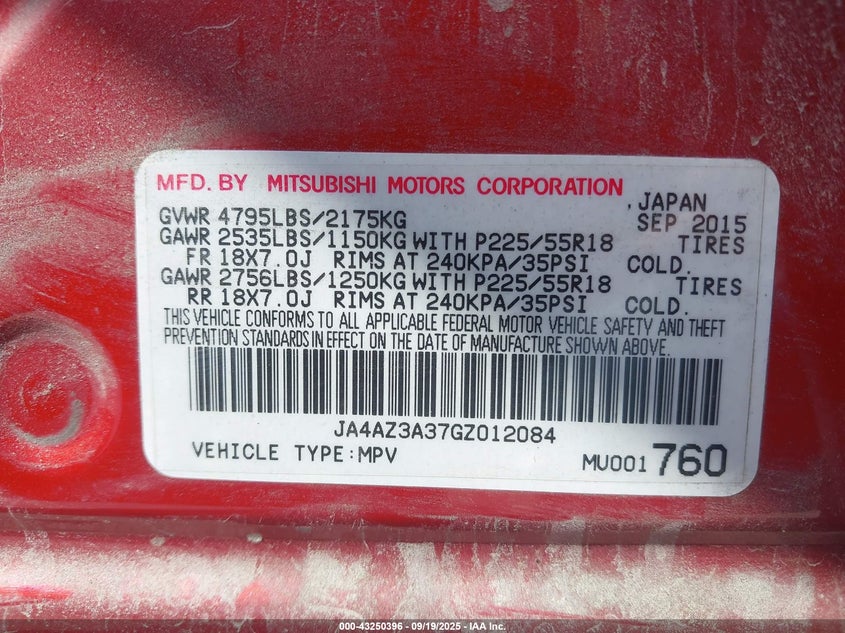 MFD. BY MITSUBISHI MOTORS CORPORATION , JAPAN
GVWR 4795LBS/2175KG SEP 2015
GAWR 2535LBS/1150KG WITH P225/55R18 TIRES
FR 18X7.0J RIMS AT 240KPA/35PSI COLD.
GAWR 2756LBS/1250KG WITH P225/55R18 TIRES
RR 18X7.0J RIMS AT 240KPA/35PSI COLD.
THIS VEHICLE CONFORMS TO ALL APPLICABLE FEDERAL MOTOR VEHICLE SAFETY AND THEFT
PREVENTION STANDARDS IN EFFECT ON THE DATE OF MANUFACTURE SHOWN ABOVE.
JA4AZ3A37GZ012084
VEHICLE TYPE:MPV MU001 760
000-43250396 - 09/19/2025 - IAA Inc.